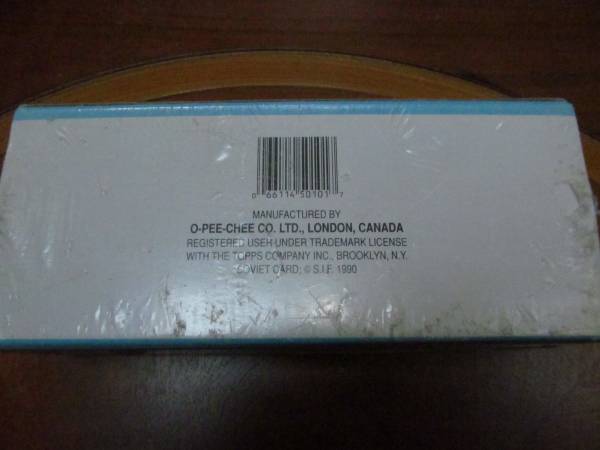 0 66114 50101 7
MANUFACTURED BY
O-PEE-CHEE CO. LTD., LONDON, CANADA
REGISTERED USER UNDER TRADEMARK LICENSE
WITH THE TOPPS COMPANY INC., BROOKLYN, N.Y.
SOVIET CARD: © S.I.F. 1990